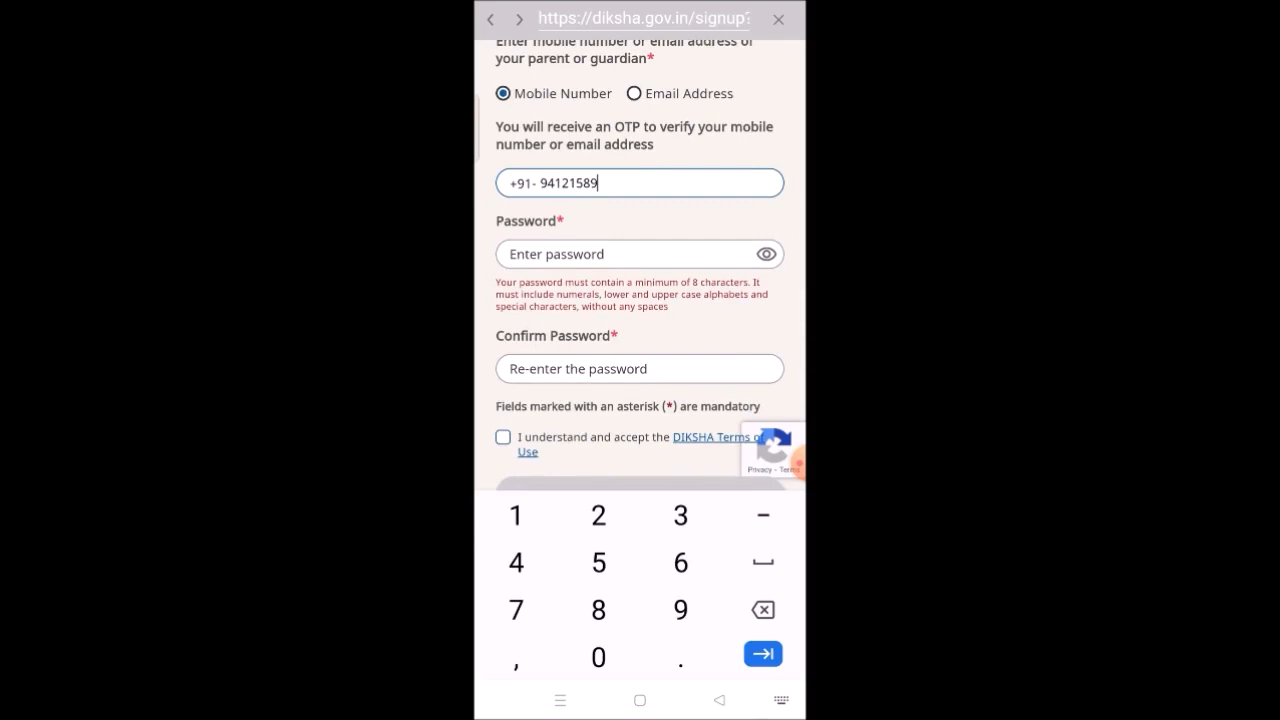 https://diksha.gov.in/signup?
Enter mobile number or email address of
your parent or guardian*
Mobile Number Email Address
You will receive an OTP to verify your mobile
number or email address
+91- 94121589
Password*
Enter password
Your password must contain a minimum of 8 characters. It
must include numerals, lower and upper case alphabets and
special characters, without any spaces
Confirm Password*
Re-enter the password
Fields marked with an asterisk (*) are mandatory
I understand and accept the DIKSHA Terms of
Use
Privacy - Terms
1 2 3 -
4 5 6
7 8 9
, 0 .